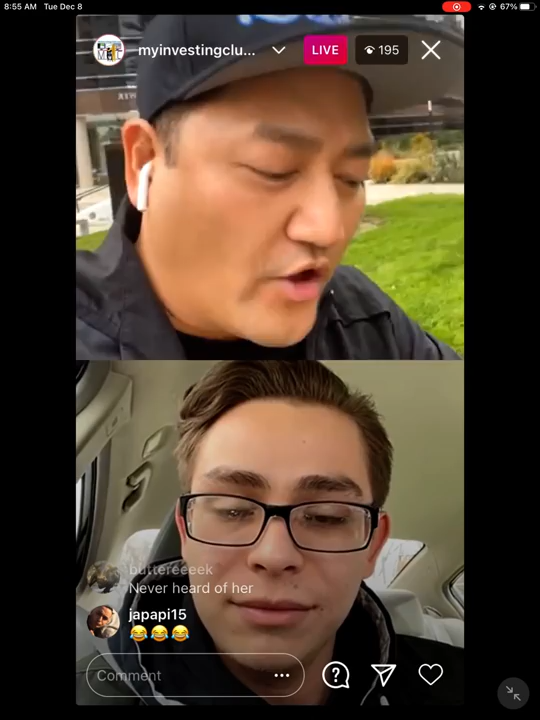 8:55 AM Tue Dec 8
67%
myinvestingclu...
LIVE
195
buttereeeek
Never heard of her
japapi15
😂😂😂
Comment